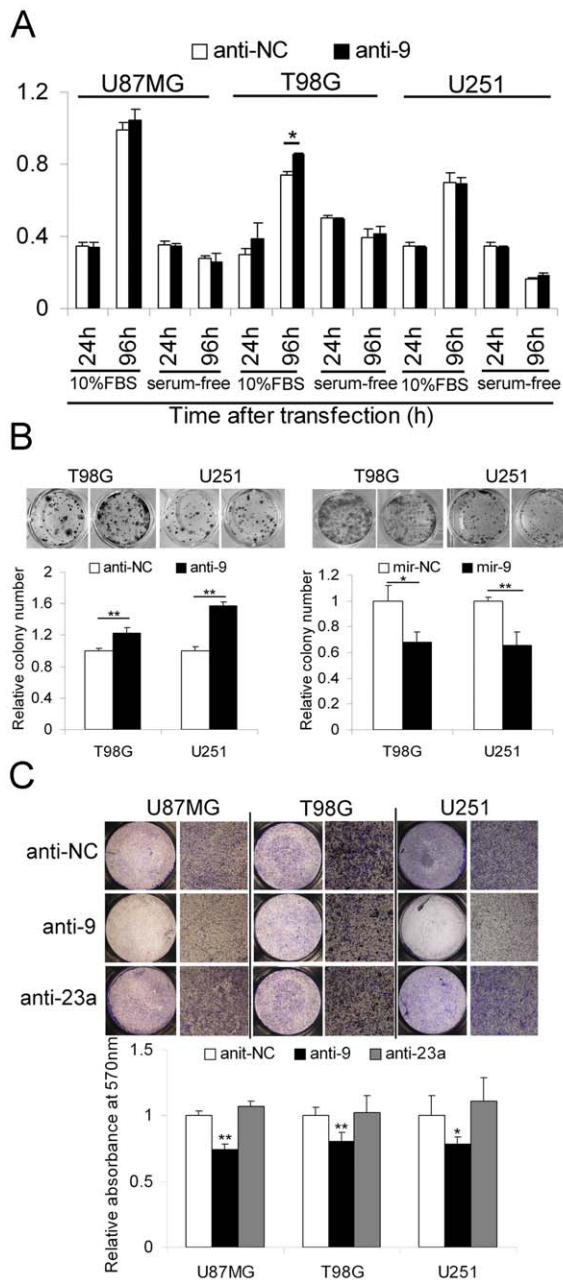 A
anti-NC anti-9
U87MG T98G U251
1.2
0.8
0.4
0
*
24h 96h 24h 96h 24h 96h 24h 96h 24h 96h 24h 96h
10%FBS serum-free 10%FBS serum-free 10%FBS serum-free
Time after transfection (h)
B
T98G U251 T98G U251
anti-NC anti-9
Relative colony number
2
1.6
1.2
0.8
0.4
0
** **
T98G U251
mir-NC mir-9
Relative colony number
1.2
1
0.8
0.6
0.4
0.2
0
* **
T98G U251
C
U87MG T98G U251
anti-NC
anti-9
anti-23a
anit-NC anti-9 anti-23a
Relative absorbance at 570nm
1.5
1
0.5
0
** ** *
U87MG T98G U251